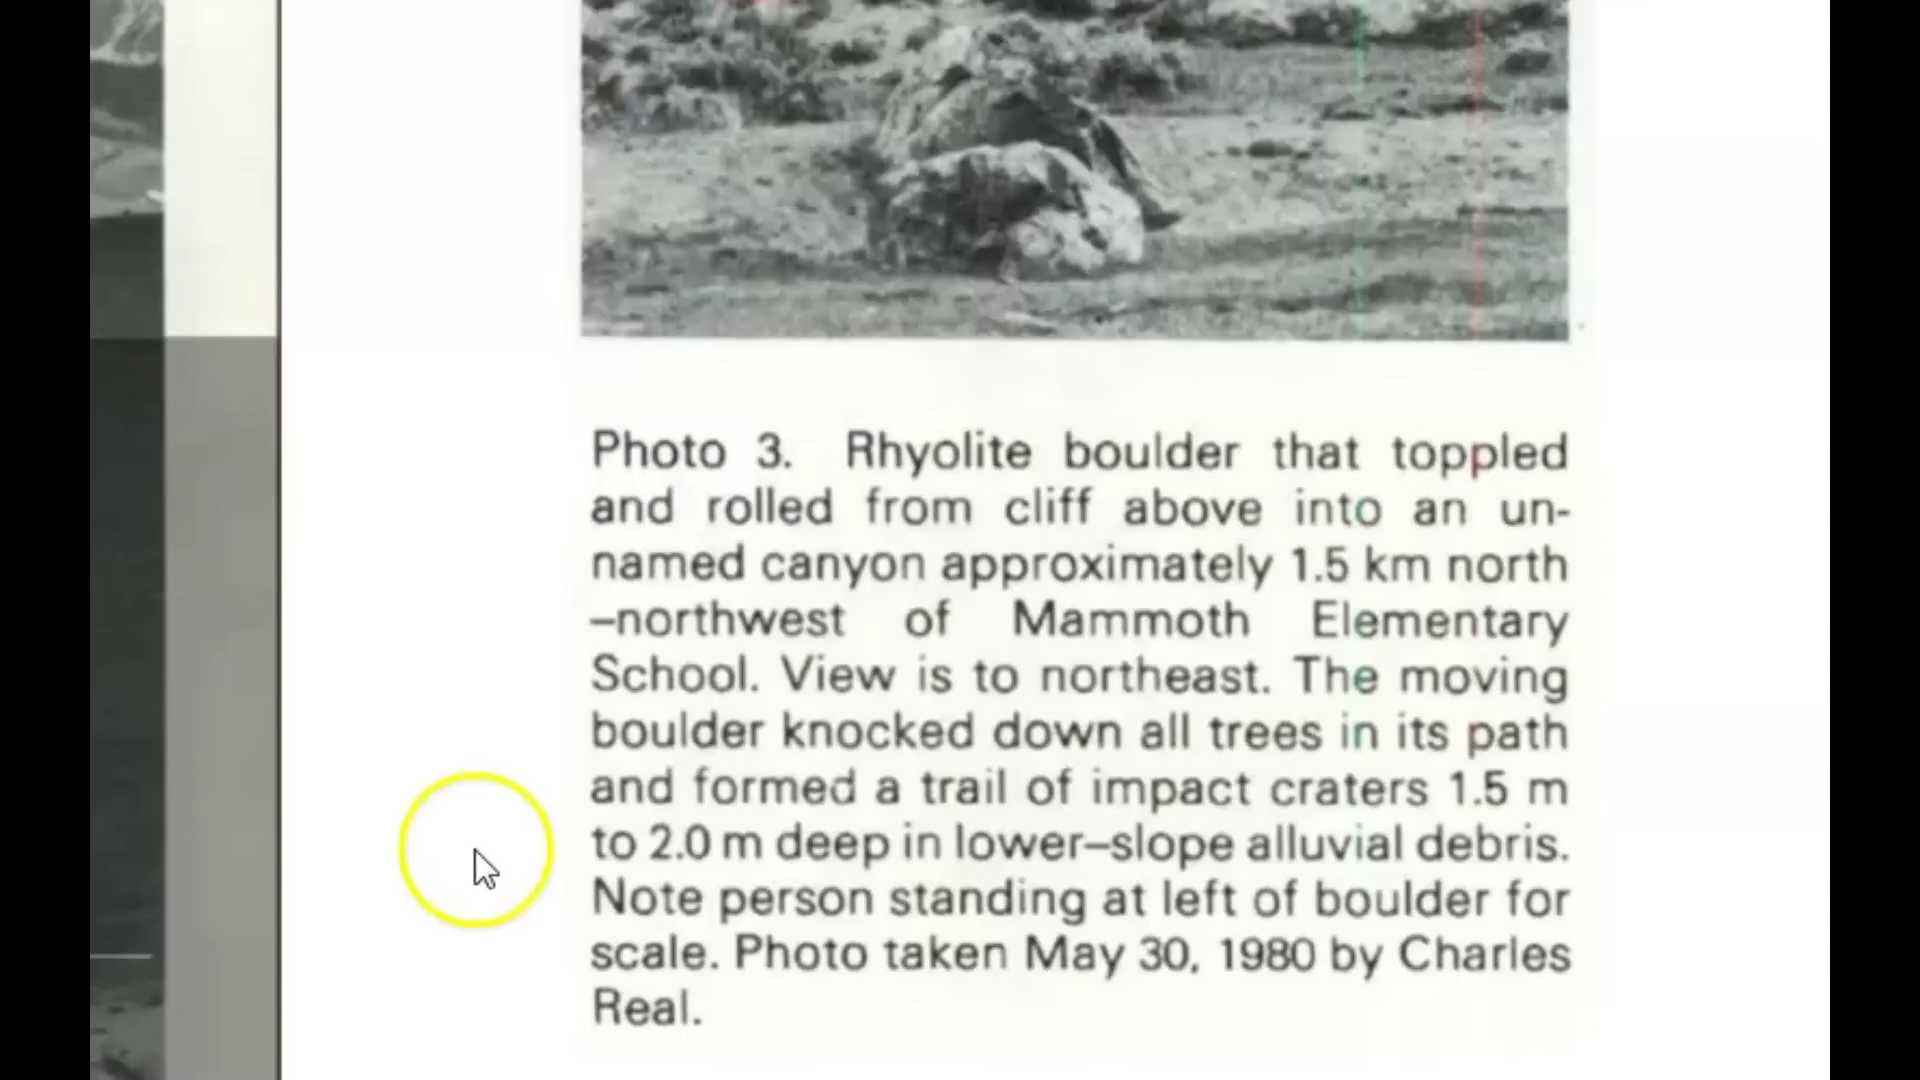 Photo 3. Rhyolite boulder that toppled
and rolled from cliff above into an un-
named canyon approximately 1.5 km north
–northwest of Mammoth Elementary
School. View is to northeast. The moving
boulder knocked down all trees in its path
and formed a trail of impact craters 1.5 m
to 2.0 m deep in lower–slope alluvial debris.
Note person standing at left of boulder for
scale. Photo taken May 30, 1980 by Charles
Real.